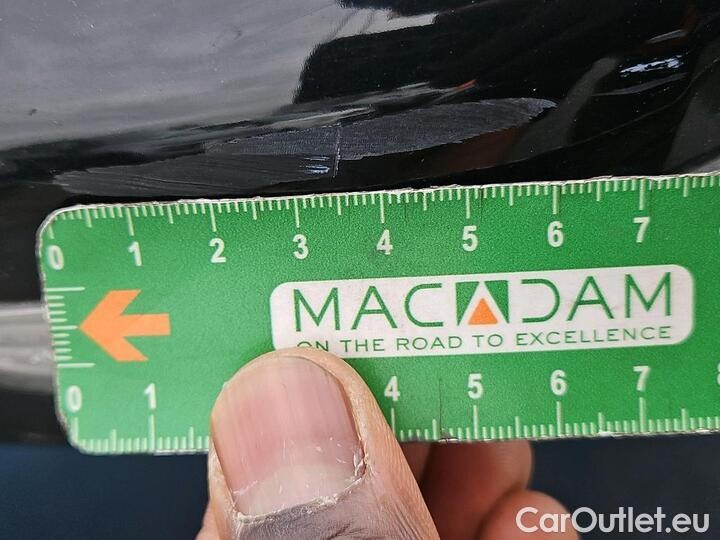 0 1 2 3 4 5 6 7
MACADAM
ON THE ROAD TO EXCELLENCE
0 1 4 5 6 7
CarOutlet.eu